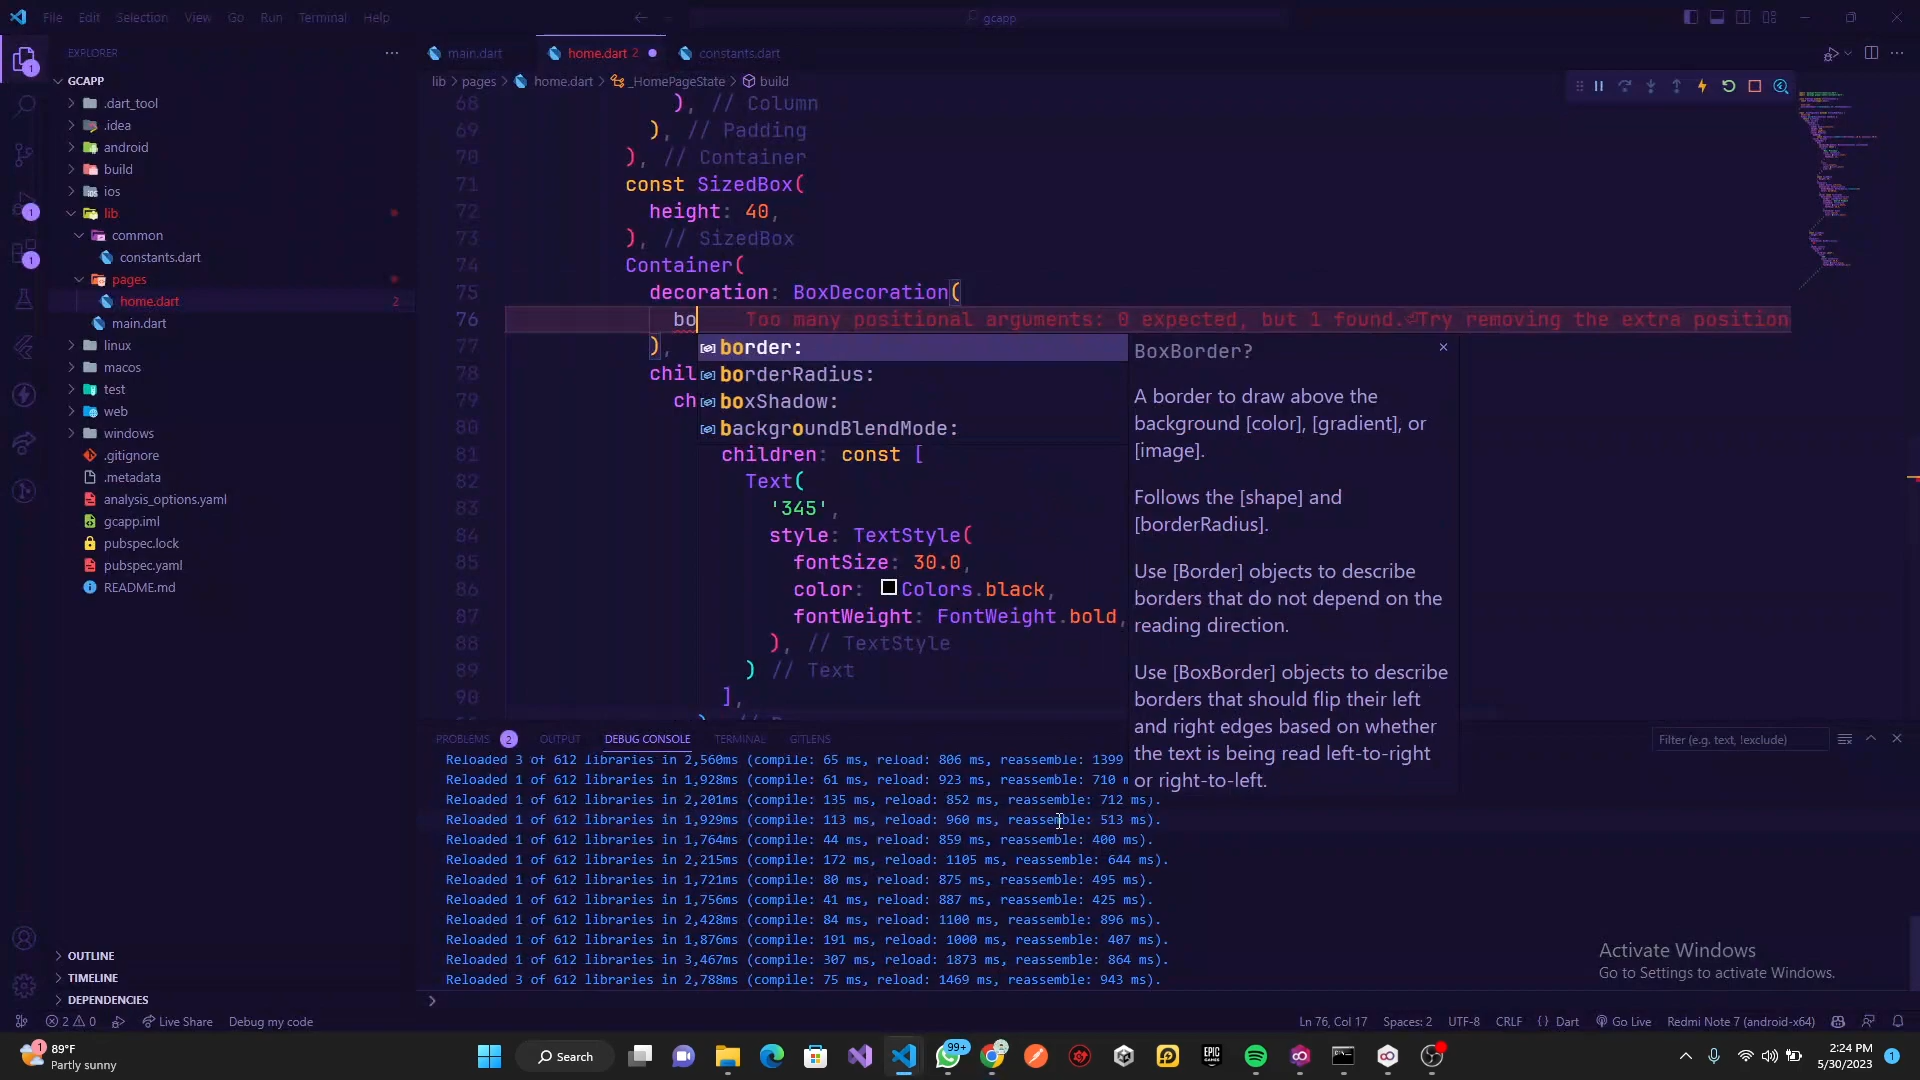 File Edit Selection View Go Run Terminal Help
gcapp
EXPLORER
main.dart
home.dart 2
constants.dart
lib > pages > home.dart > _HomePageState > build
GCAPP
.dart_tool
.idea
android
build
ios
lib
common
constants.dart
pages
home.dart 2
main.dart
linux
macos
test
web
windows
.gitignore
.metadata
analysis_options.yaml
gcapp.iml
pubspec.lock
pubspec.yaml
README.md
OUTLINE
TIMELINE
DEPENDENCIES
1
1
1
68 ), // Column
69 ), // Padding
70 ), // Container
71 const SizedBox(
72 height: 40,
73 ), // SizedBox
74 Container(
75 decoration: BoxDecoration(
76 bo Too many positional arguments: 0 expected, but 1 found.⏎Try removing the extra position
77 ),
78 chil
79 ch
80
81 children: const [
82 Text(
83 '345',
84 style: TextStyle(
85 fontSize: 30.0,
86 color: Colors.black,
87 fontWeight: FontWeight.bold,
88 ), // TextStyle
89 ) // Text
90 ],
border:
borderRadius:
boxShadow:
backgroundBlendMode:
BoxBorder?
A border to draw above the
background [color], [gradient], or
[image].
Follows the [shape] and
[borderRadius].
Use [Border] objects to describe
borders that do not depend on the
reading direction.
Use [BoxBorder] objects to describe
borders that should flip their left
and right edges based on whether
the text is being read left-to-right
or right-to-left.
PROBLEMS 2 OUTPUT DEBUG CONSOLE TERMINAL GITLENS
Filter (e.g. text, !exclude)
Reloaded 3 of 612 libraries in 2,560ms (compile: 65 ms, reload: 806 ms, reassemble: 1399
Reloaded 1 of 612 libraries in 1,928ms (compile: 61 ms, reload: 923 ms, reassemble: 710 m
Reloaded 1 of 612 libraries in 2,201ms (compile: 135 ms, reload: 852 ms, reassemble: 712 ms).
Reloaded 1 of 612 libraries in 1,929ms (compile: 113 ms, reload: 960 ms, reassemble: 513 ms).
Reloaded 1 of 612 libraries in 1,764ms (compile: 44 ms, reload: 859 ms, reassemble: 400 ms).
Reloaded 1 of 612 libraries in 2,215ms (compile: 172 ms, reload: 1105 ms, reassemble: 644 ms).
Reloaded 1 of 612 libraries in 1,721ms (compile: 80 ms, reload: 875 ms, reassemble: 495 ms).
Reloaded 1 of 612 libraries in 1,756ms (compile: 41 ms, reload: 887 ms, reassemble: 425 ms).
Reloaded 1 of 612 libraries in 2,428ms (compile: 84 ms, reload: 1100 ms, reassemble: 896 ms).
Reloaded 1 of 612 libraries in 1,876ms (compile: 191 ms, reload: 1000 ms, reassemble: 407 ms).
Reloaded 1 of 612 libraries in 3,467ms (compile: 307 ms, reload: 1873 ms, reassemble: 864 ms).
Reloaded 3 of 612 libraries in 2,788ms (compile: 75 ms, reload: 1469 ms, reassemble: 943 ms).
Activate Windows
Go to Settings to activate Windows.
2 0 Live Share Debug my code
Ln 76, Col 17 Spaces: 2 UTF-8 CRLF {} Dart Go Live Redmi Note 7 (android-x64)
1
89°F
Partly sunny
Search
99+
EPIC
GAMES
2:24 PM
5/30/2023
1